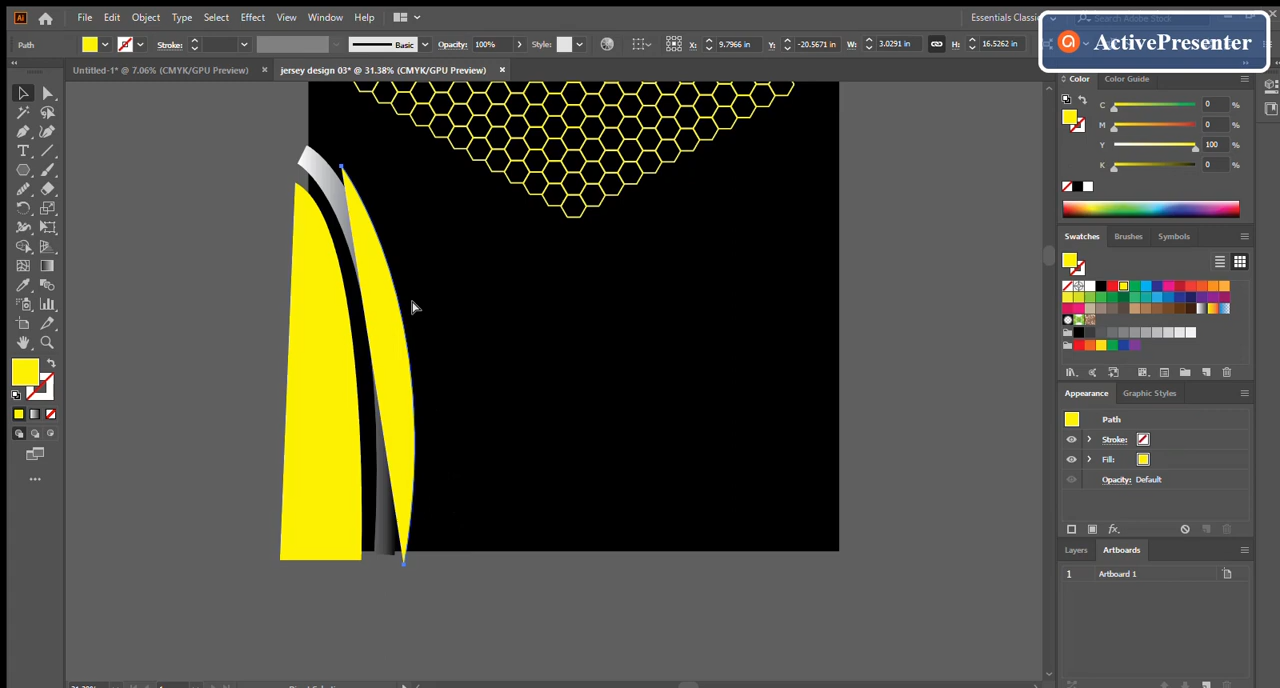 Ai File Edit Object Type Select Effect View Window Help Essentials Classic Search Adobe Stock
ActivePresenter
Path Stroke: Basic Opacity: 100% Style: X: 9.7966 in Y: -20.5671 in W: 3.0291 in H: 16.5262 in
Untitled-1* @ 7.06% (CMYK/GPU Preview) × jersey design 03* @ 31.38% (CMYK/GPU Preview) ×
Color Color Guide
C 0 %
M 0 %
Y 100 %
K 0 %
Swatches Brushes Symbols
Appearance Graphic Styles
Path
Stroke:
Fill:
Opacity: Default
fx
Layers Artboards
1 Artboard 1